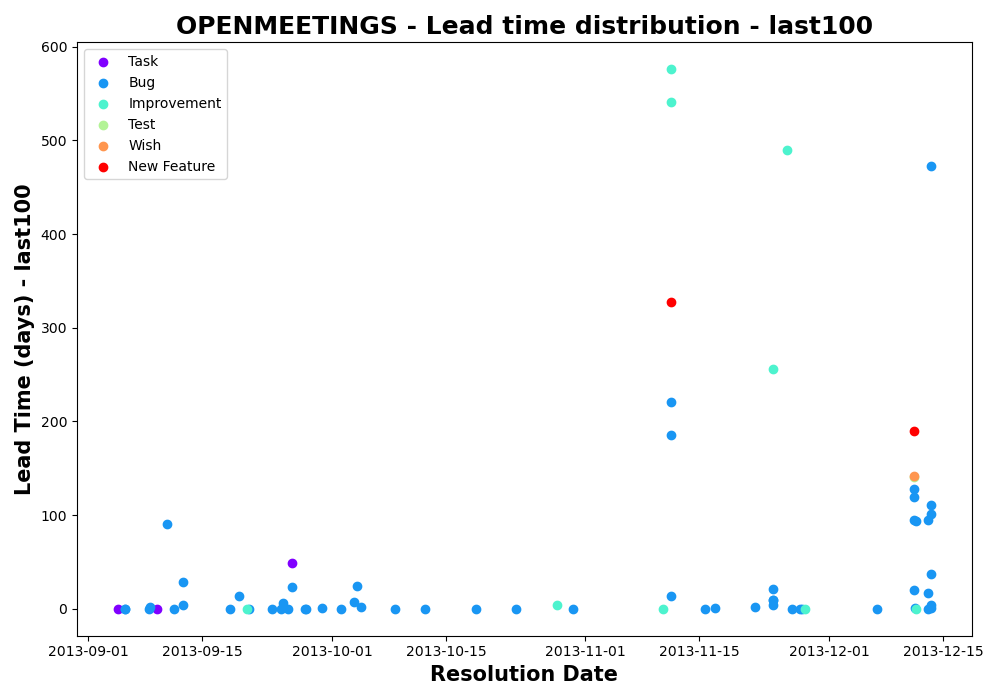 OPENMEETINGS - Lead time distribution - last100
Lead Time (days) - last100
600
500
400
300
200
100
0
Task
Bug
Improvement
Test
Wish
New Feature
2013-09-01
2013-09-15
2013-10-01
2013-10-15
2013-11-01
2013-11-15
2013-12-01
2013-12-15
Resolution Date